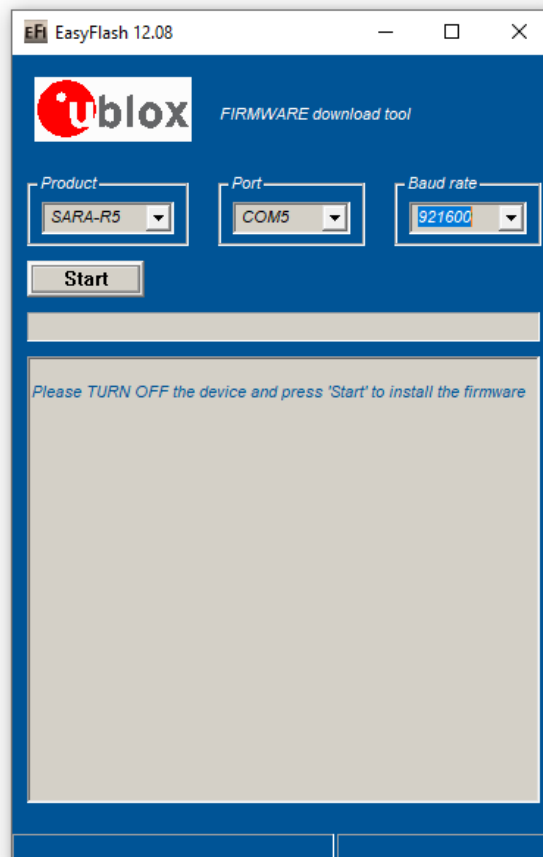 EFI EasyFlash 12.08
ublox
FIRMWARE download tool
Product Port Baud rate
SARA-R5 COM5 921600
Start
Please TURN OFF the device and press 'Start' to install the firmware